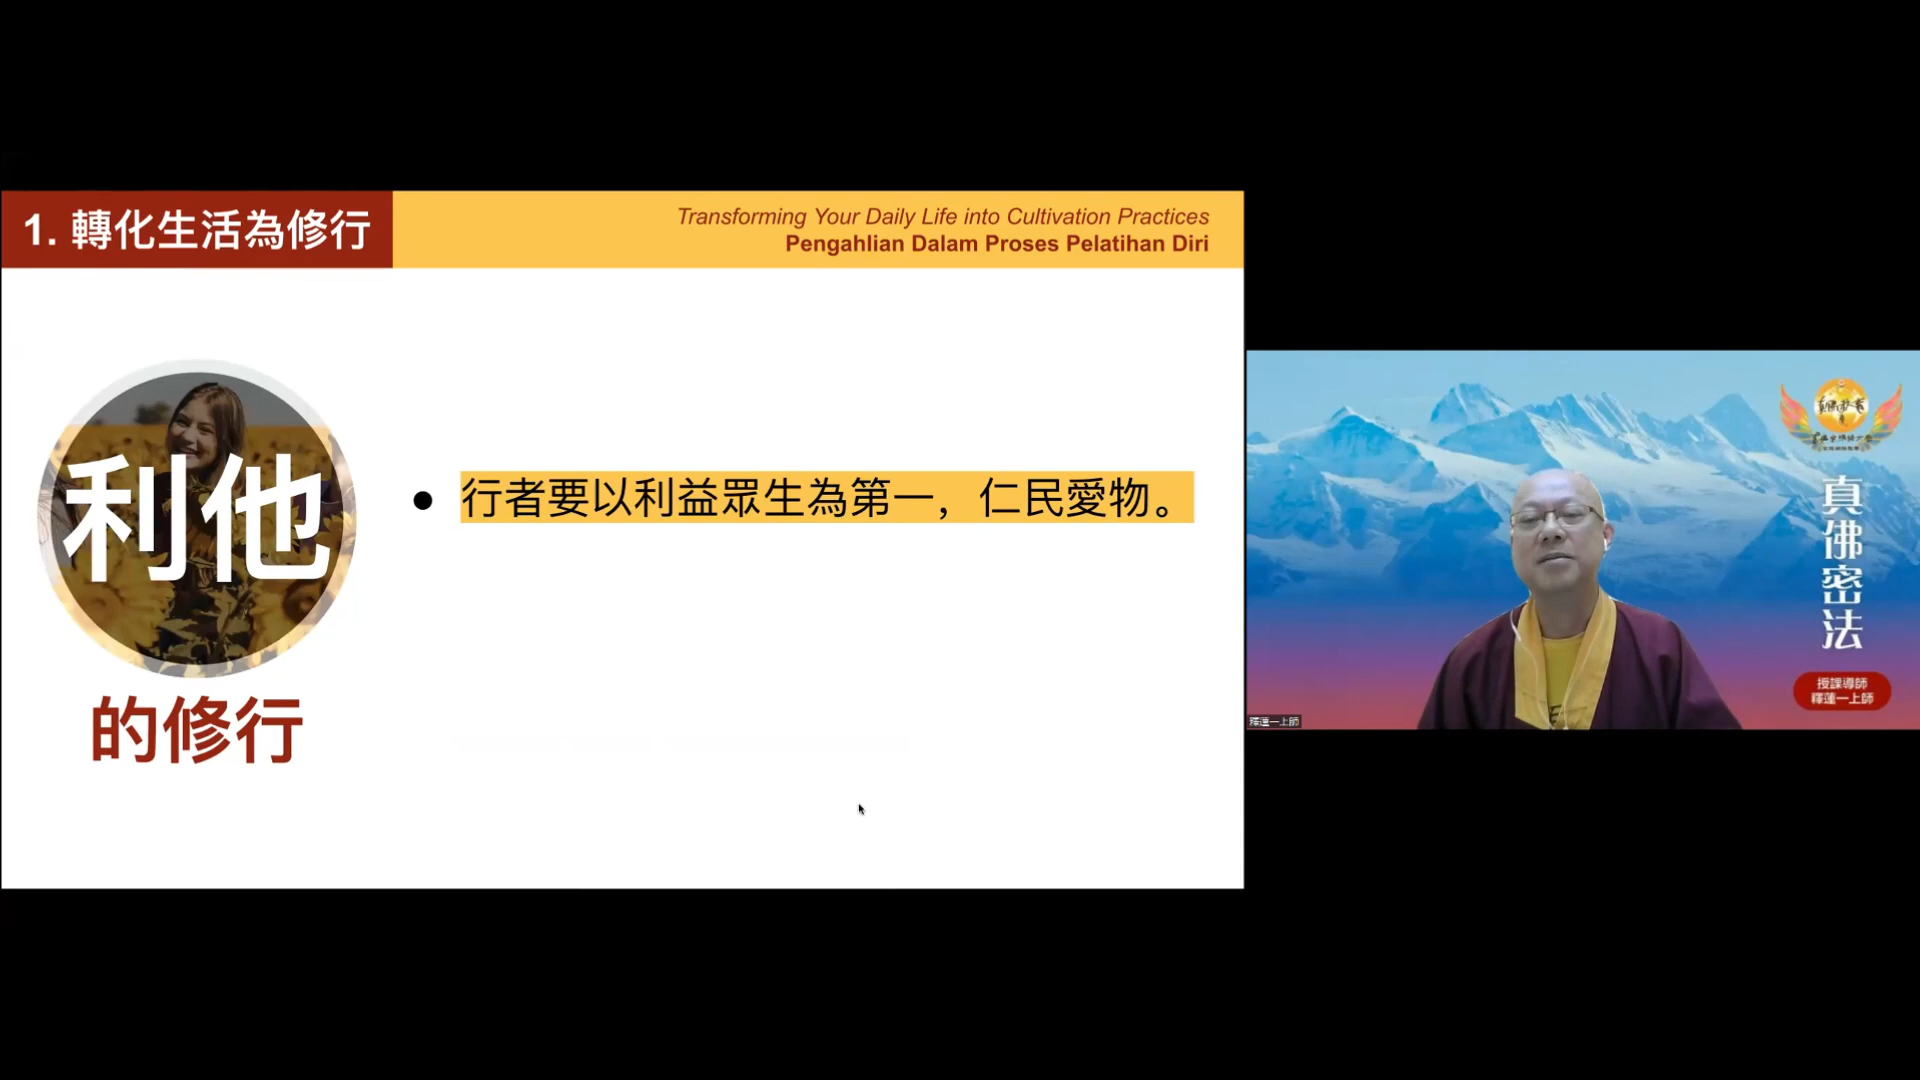 1. 轉化生活為修行
Transforming Your Daily Life into Cultivation Practices
Pengahlian Dalam Proses Pelatihan Diri
利他
的修行
● 行者要以利益眾生為第一，仁民愛物。
真佛密法
授課導師
釋蓮一上師
釋蓮一上師